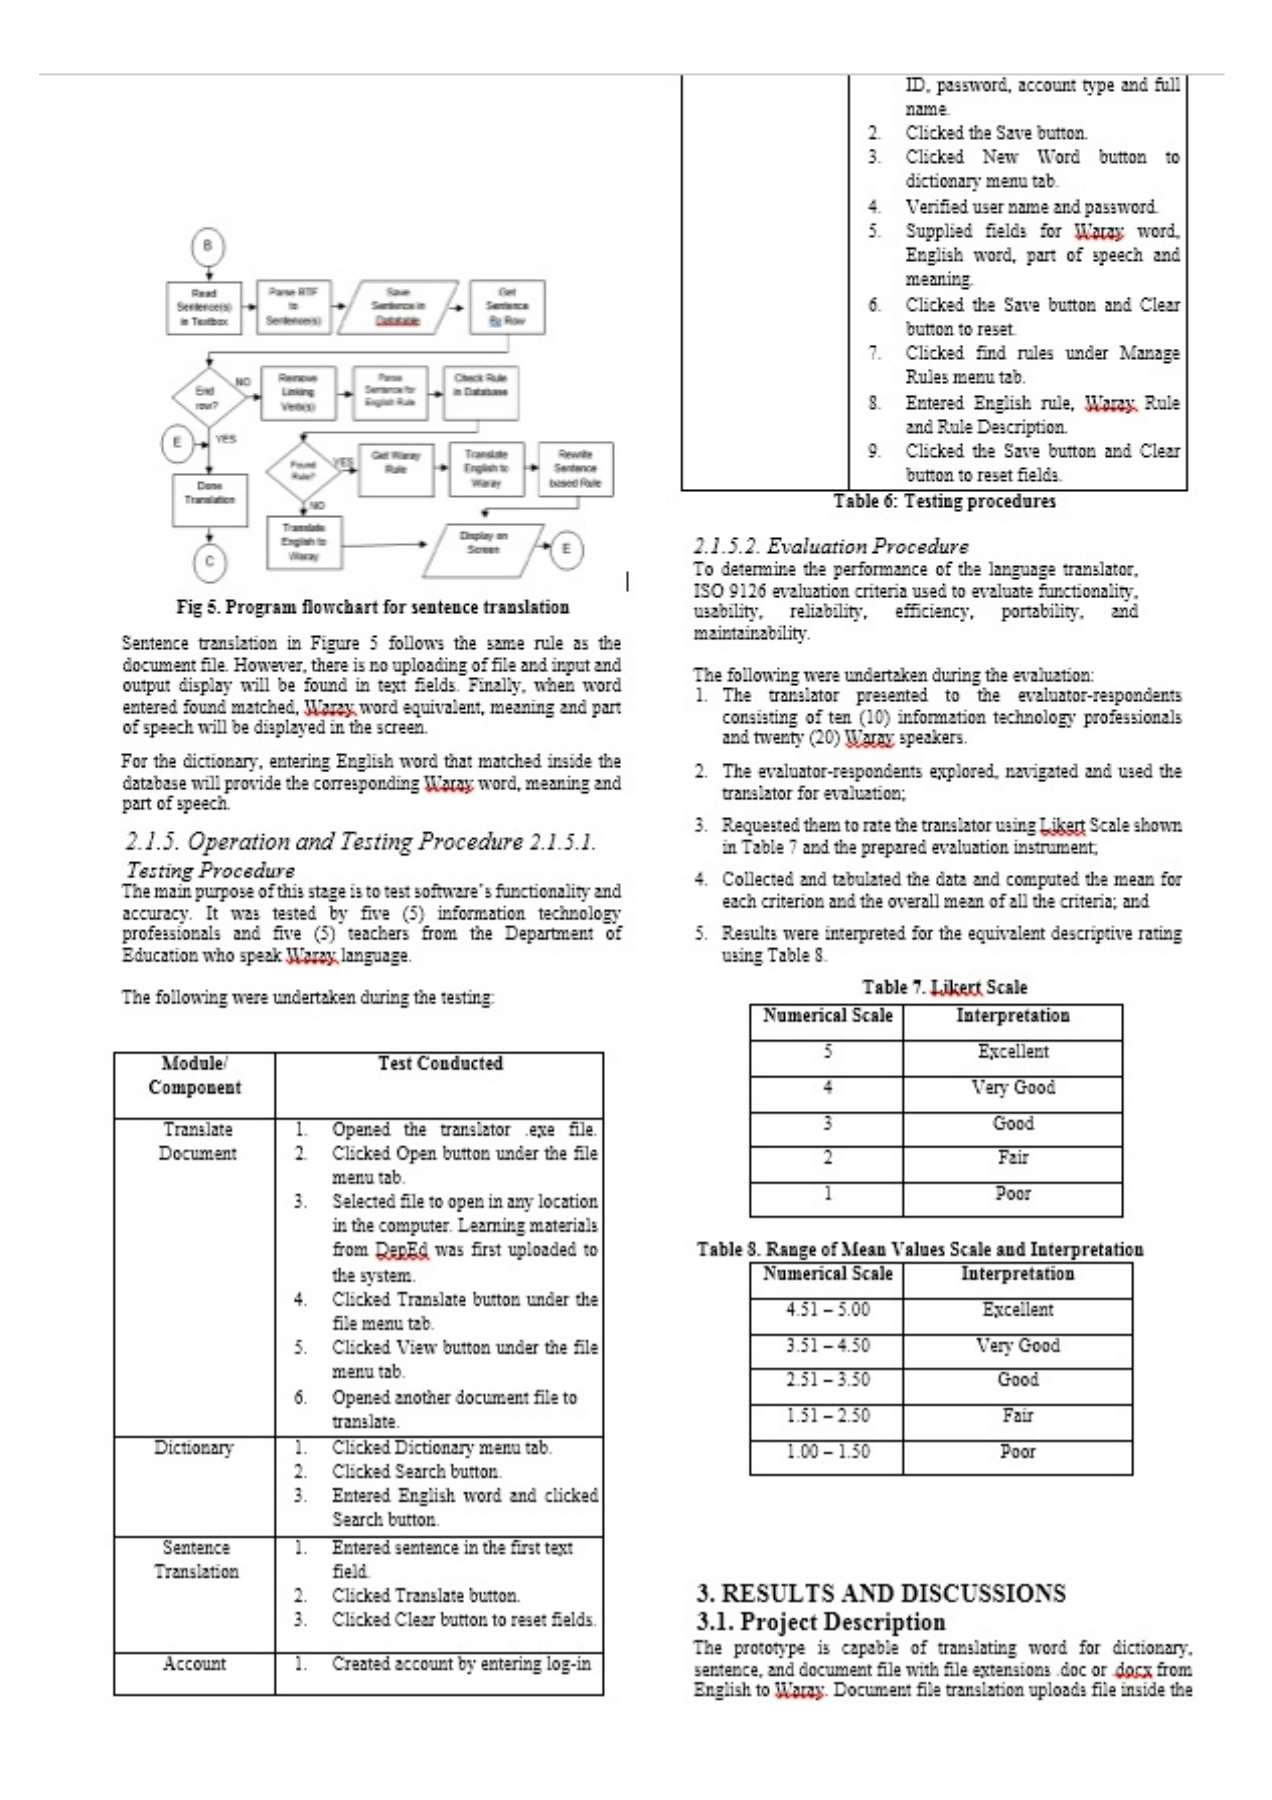 B
Read
Sentence(s)
in Textbox
Parse RTF
to
Sentence(s)
Save
Sentence in
Datatable
Get
Sentence
By Row
End
row?
NO
Remove
Linking
Verb(s)
Parse
Sentence for
English Rule
Check Rule
in Database
E
YES
Found
Rule?
YES
Get Waray
Rule
Translate
English to
Waray
Rewrite
Sentence
based Rule
Done
Translation
NO
Translate
English to
Waray
Display on
Screen
E
C
Fig 5. Program flowchart for sentence translation
Sentence translation in Figure 5 follows the same rule as the
document file. However, there is no uploading of file and input and
output display will be found in text fields. Finally, when word
entered found matched, Waray word equivalent, meaning and part
of speech will be displayed in the screen.
For the dictionary, entering English word that matched inside the
database will provide the corresponding Waray word, meaning and
part of speech.
2.1.5. Operation and Testing Procedure 2.1.5.1.
Testing Procedure
The main purpose of this stage is to test software's functionality and
accuracy. It was tested by five (5) information technology
professionals and five (5) teachers from the Department of
Education who speak Waray language.
The following were undertaken during the testing:
Module/ Test Conducted
Component
Translate 1. Opened the translator .exe file.
Document 2. Clicked Open button under the file
menu tab.
3. Selected file to open in any location
in the computer. Learning materials
from DepEd was first uploaded to
the system.
4. Clicked Translate button under the
file menu tab.
5. Clicked View button under the file
menu tab.
6. Opened another document file to
translate.
Dictionary 1. Clicked Dictionary menu tab.
2. Clicked Search button.
3. Entered English word and clicked
Search button.
Sentence 1. Entered sentence in the first text
Translation field.
2. Clicked Translate button.
3. Clicked Clear button to reset fields.
Account 1. Created account by entering log-in
ID, password, account type and full
name.
2. Clicked the Save button.
3. Clicked New Word button to
dictionary menu tab.
4. Verified user name and password.
5. Supplied fields for Waray word,
English word, part of speech and
meaning.
6. Clicked the Save button and Clear
button to reset.
7. Clicked find rules under Manage
Rules menu tab.
8. Entered English rule, Waray Rule
and Rule Description.
9. Clicked the Save button and Clear
button to reset fields.
Table 6: Testing procedures
2.1.5.2. Evaluation Procedure
To determine the performance of the language translator,
ISO 9126 evaluation criteria used to evaluate functionality,
usability, reliability, efficiency, portability, and
maintainability.
The following were undertaken during the evaluation:
1. The translator presented to the evaluator-respondents
consisting of ten (10) information technology professionals
and twenty (20) Waray speakers.
2. The evaluator-respondents explored, navigated and used the
translator for evaluation;
3. Requested them to rate the translator using Likert Scale shown
in Table 7 and the prepared evaluation instrument;
4. Collected and tabulated the data and computed the mean for
each criterion and the overall mean of all the criteria; and
5. Results were interpreted for the equivalent descriptive rating
using Table 8.
Table 7. Likert Scale
Numerical Scale Interpretation
5 Excellent
4 Very Good
3 Good
2 Fair
1 Poor
Table 8. Range of Mean Values Scale and Interpretation
Numerical Scale Interpretation
4.51 – 5.00 Excellent
3.51 – 4.50 Very Good
2.51 – 3.50 Good
1.51 – 2.50 Fair
1.00 – 1.50 Poor
3. RESULTS AND DISCUSSIONS
3.1. Project Description
The prototype is capable of translating word for dictionary,
sentence, and document file with file extensions .doc or .docx from
English to Waray. Document file translation uploads file inside the